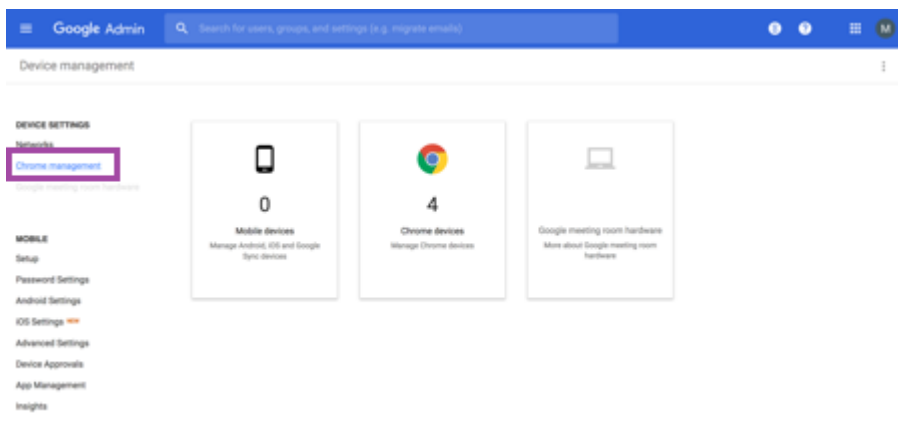 Google Admin
Search for users, groups, and settings (e.g. migrate emails)
M
Device management
DEVICE SETTINGS
Networks
Chrome management
Google meeting room hardware
MOBILE
Setup
Password Settings
Android Settings
iOS Settings NEW
Advanced Settings
Device Approvals
App Management
Insights
0
Mobile devices
Manage Android, iOS and Google
Sync devices
4
Chrome devices
Manage Chrome devices
Google meeting room hardware
More about Google meeting room
hardware